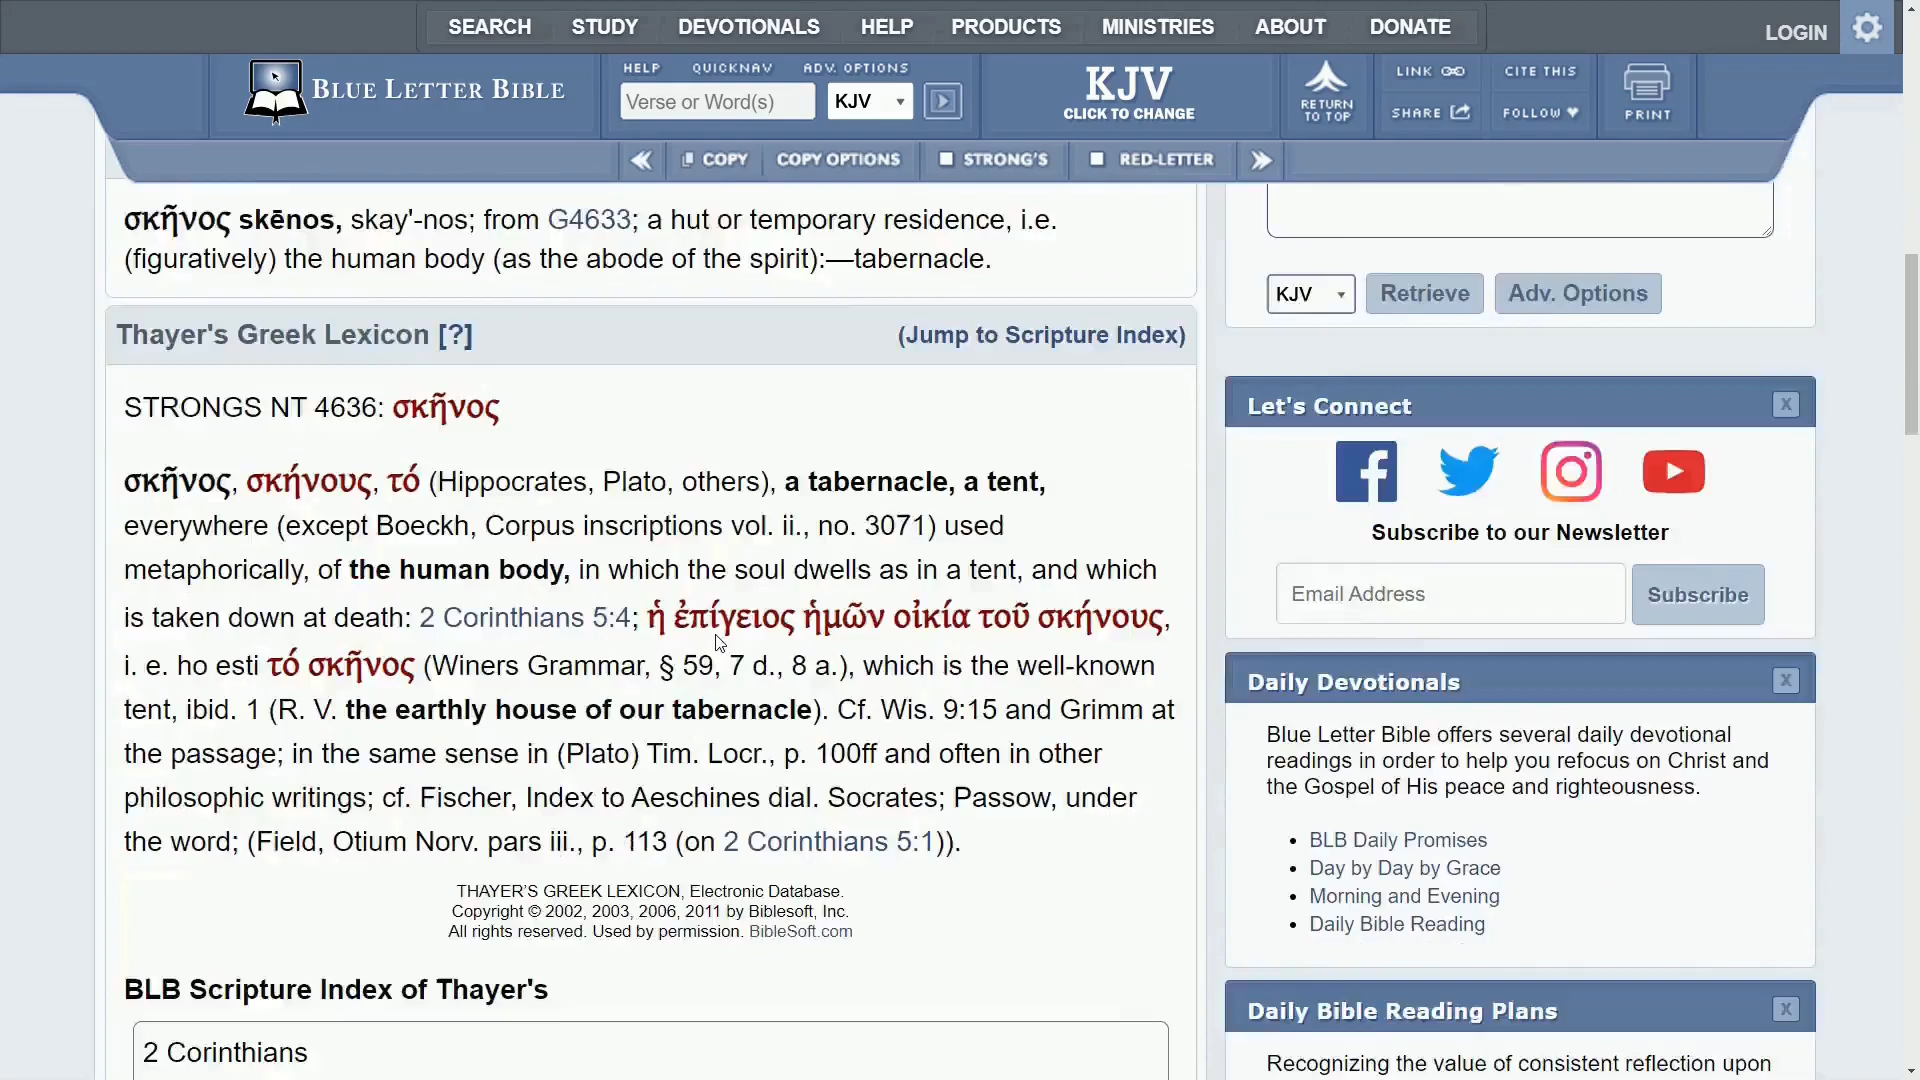 SEARCH STUDY DEVOTIONALS HELP PRODUCTS MINISTRIES ABOUT DONATE
LOGIN
BLUE LETTER BIBLE
HELP QUICKNAV ADV. OPTIONS
Verse or Word(s) KJV
KJV
CLICK TO CHANGE
RETURN
TO TOP
LINK CITE THIS
SHARE FOLLOW
PRINT
COPY COPY OPTIONS STRONG'S RED-LETTER
σκῆνος skēnos, skay'-nos; from G4633; a hut or temporary residence, i.e.
(figuratively) the human body (as the abode of the spirit):—tabernacle.
Thayer's Greek Lexicon [?] (Jump to Scripture Index)
STRONGS NT 4636: σκῆνος
σκῆνος, σκήνους, τό (Hippocrates, Plato, others), a tabernacle, a tent,
everywhere (except Boeckh, Corpus inscriptions vol. ii., no. 3071) used
metaphorically, of the human body, in which the soul dwells as in a tent, and which
is taken down at death: 2 Corinthians 5:4; ἡ ἐπίγειος ἡμῶν οἰκία τοῦ σκήνους,
i. e. ho esti τό σκῆνος (Winers Grammar, § 59, 7 d., 8 a.), which is the well-known
tent, ibid. 1 (R. V. the earthly house of our tabernacle). Cf. Wis. 9:15 and Grimm at
the passage; in the same sense in (Plato) Tim. Locr., p. 100ff and often in other
philosophic writings; cf. Fischer, Index to Aeschines dial. Socrates; Passow, under
the word; (Field, Otium Norv. pars iii., p. 113 (on 2 Corinthians 5:1)).
THAYER'S GREEK LEXICON, Electronic Database.
Copyright © 2002, 2003, 2006, 2011 by Biblesoft, Inc.
All rights reserved. Used by permission. BibleSoft.com
BLB Scripture Index of Thayer's
2 Corinthians
KJV Retrieve Adv. Options
Let's Connect X
Subscribe to our Newsletter
Email Address Subscribe
Daily Devotionals X
Blue Letter Bible offers several daily devotional
readings in order to help you refocus on Christ and
the Gospel of His peace and righteousness.
• BLB Daily Promises
• Day by Day by Grace
• Morning and Evening
• Daily Bible Reading
Daily Bible Reading Plans X
Recognizing the value of consistent reflection upon